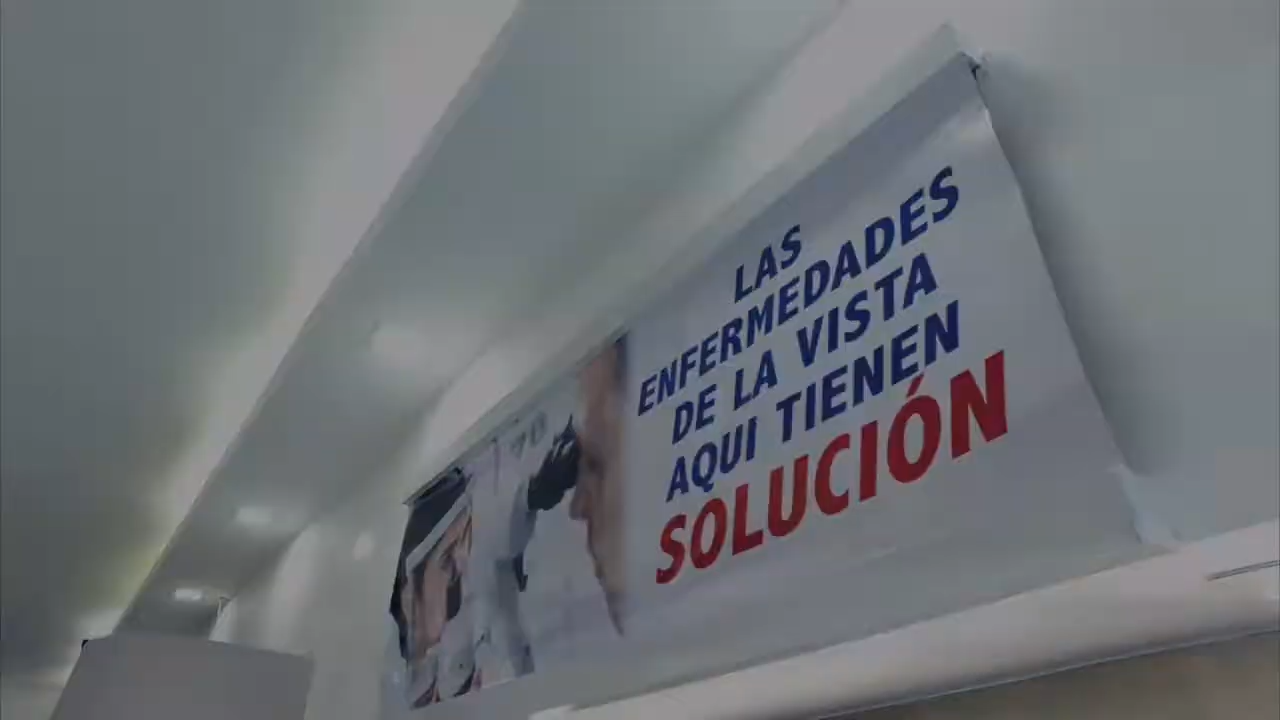 LAS
ENFERMEDADES
DE LA VISTA
AQUI TIENEN
SOLUCIÓN